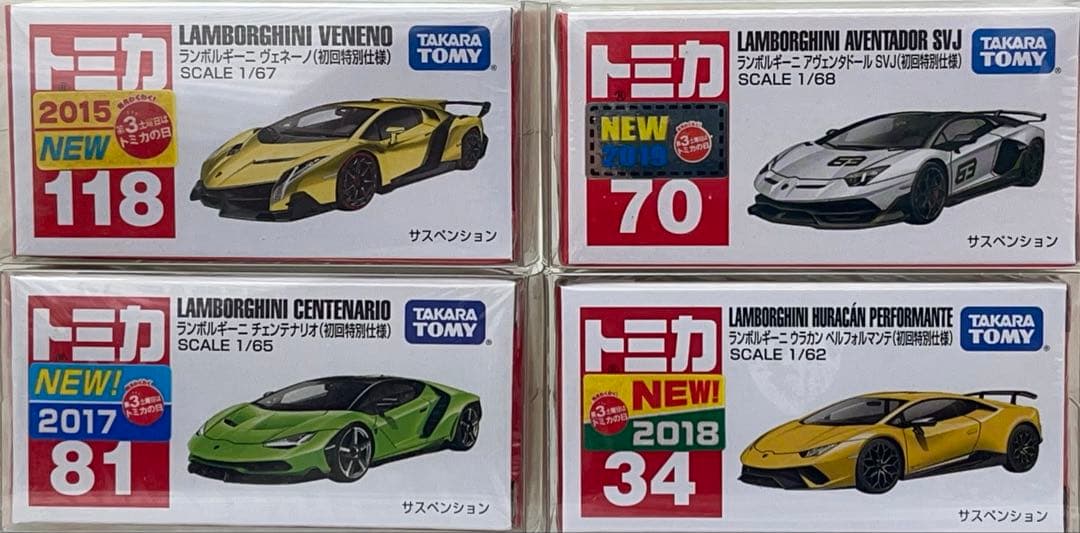 トミカ
LAMBORGHINI VENENO
ランボルギーニ ヴェネーノ(初回特別仕様)
SCALE 1/67
TAKARA TOMY
2015
NEW
第3土曜日は
トミカの日
118
サスペンション
トミカ
LAMBORGHINI AVENTADOR SVJ
ランボルギーニ アヴェンタドール SVJ(初回特別仕様)
SCALE 1/68
TAKARA TOMY
NEW
2019
第3土曜日は
トミカの日
70
63
63
サスペンション
トミカ
LAMBORGHINI CENTENARIO
ランボルギーニ チェンテナリオ(初回特別仕様)
SCALE 1/65
TAKARA TOMY
NEW!
2017
第3土曜日は
トミカの日
81
サスペンション
トミカ
LAMBORGHINI HURACÁN PERFORMANTE
ランボルギーニ ウラカン ペルフォルマンテ(初回特別仕様)
SCALE 1/62
TAKARA TOMY
NEW!
2018
第3土曜日は
トミカの日
34
サスペンション